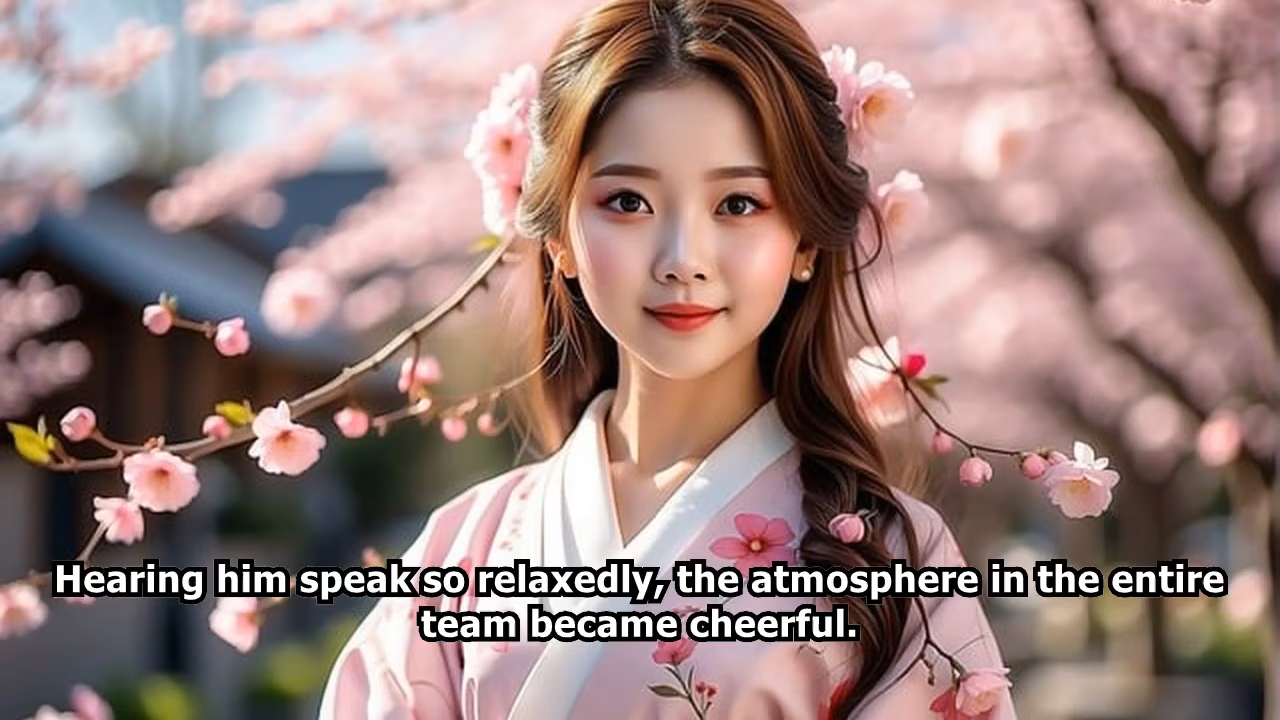 Hearing him speak so relaxedly, the atmosphere in the entire
team became cheerful.